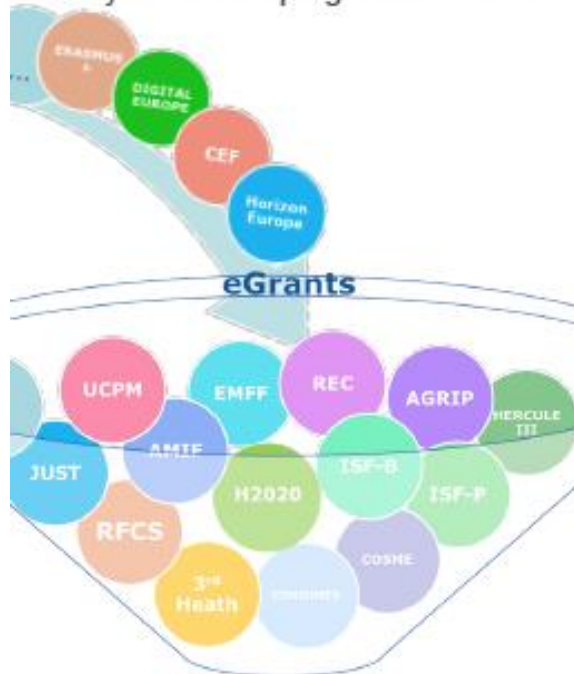 ERASMUS
+
...
DIGITAL
EUROPE
CEF
Horizon
Europe
eGrants
UCPM
EMFF
REC
AGRIP
HERCULE
III
JUST
AMIF
H2020
ISF-B
ISF-P
RFCS
COSME
3rd
Heath